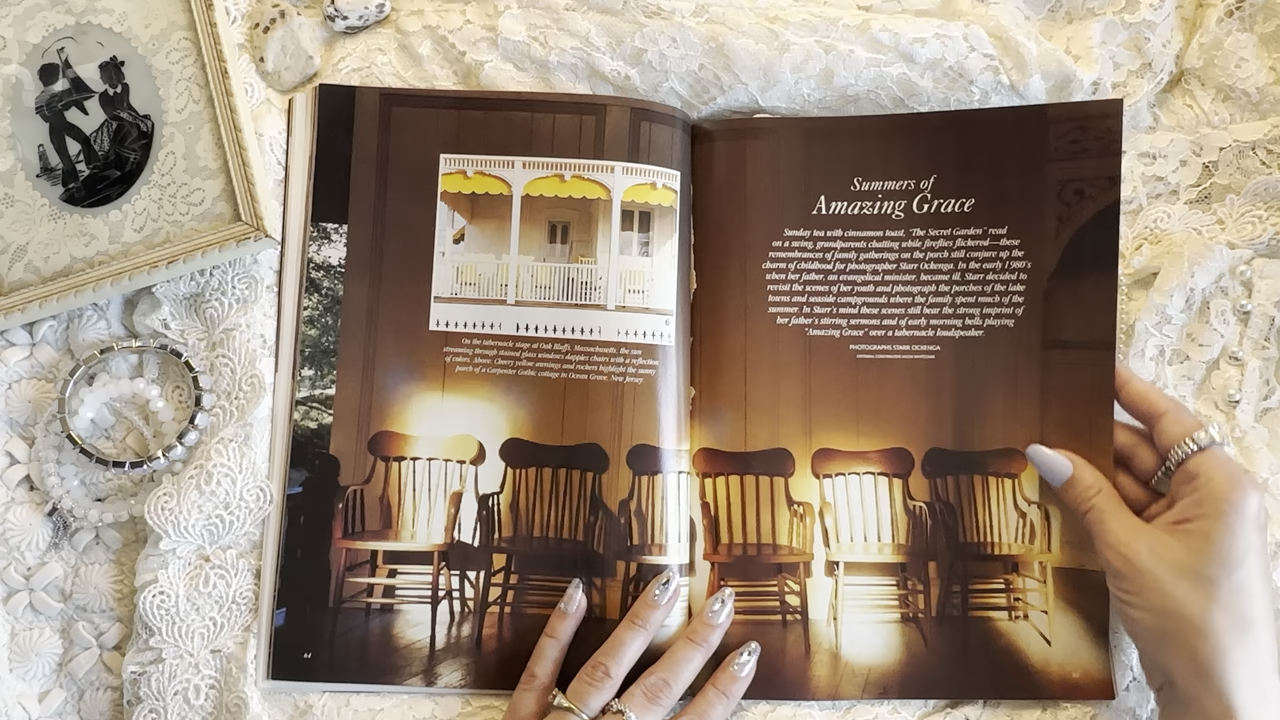 On the tabernacle stage at Oak Bluffs, Massachusetts, the sun
streaming through stained glass windows dapples chairs with a reflection
of colors. Above: Cheery yellow awnings and rockers highlight the sunny
porch of a Carpenter Gothic cottage in Ocean Grove, New Jersey.
64
Summers of
Amazing Grace
Sunday tea with cinnamon toast, "The Secret Garden" read
on a swing, grandparents chatting while fireflies flickered—these
remembrances of family gatherings on the porch still conjure up the
charm of childhood for photographer Starr Ockenga. In the early 1980's
when her father, an evangelical minister, became ill, Starr decided to
revisit the scenes of her youth and photograph the porches of the lake
towns and seaside campgrounds where the family spent much of the
summer. In Starr's mind these scenes still bear the strong imprint of
her father's stirring sermons and of early morning bells playing
"Amazing Grace" over a tabernacle loudspeaker.
PHOTOGRAPHS STARR OCKENGA